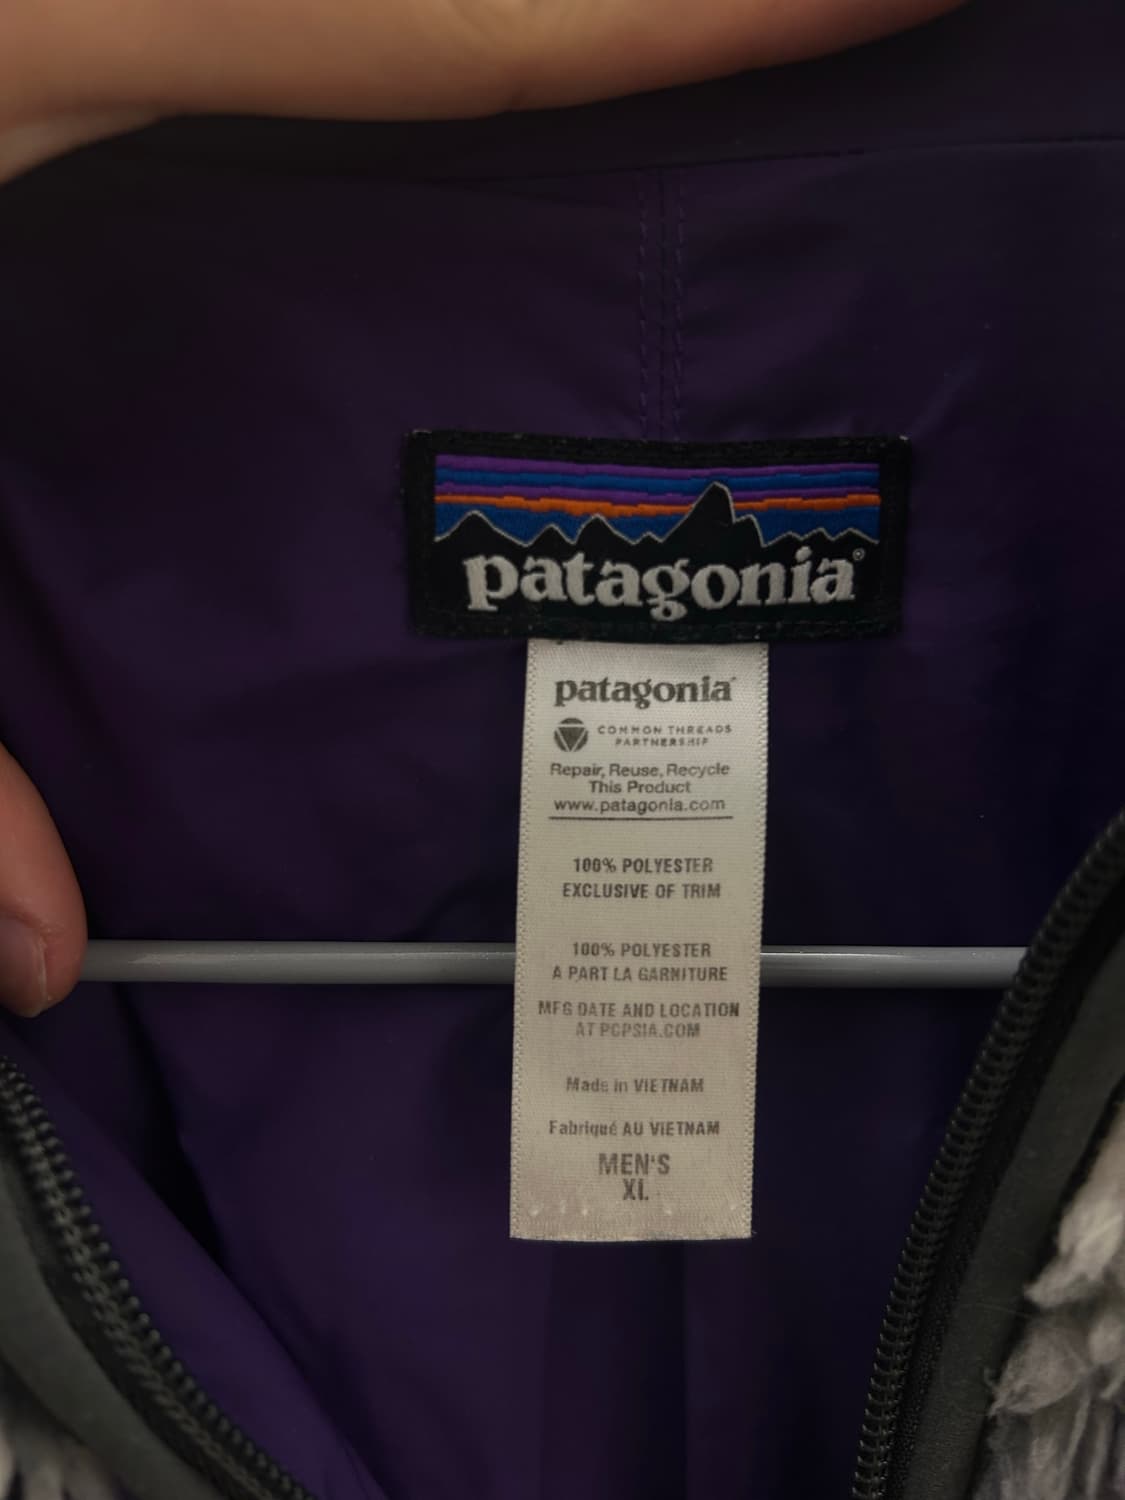 patagonia®
patagonia®
COMMON THREADS
PARTNERSHIP
Repair, Reuse, Recycle
This Product
www.patagonia.com
100% POLYESTER
EXCLUSIVE OF TRIM
100% POLYESTER
A PART LA GARNITURE
MFG DATE AND LOCATION
AT PCPSIA.COM
Made in VIETNAM
Fabriqué AU VIETNAM
MEN'S
XL